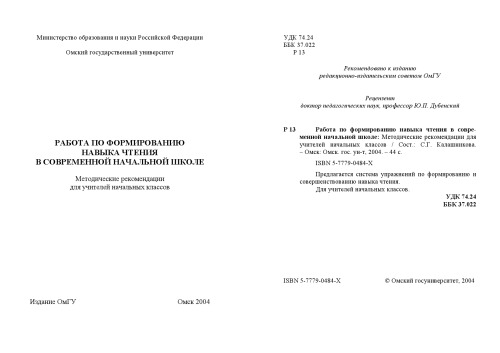 Министерство образования и науки Российской Федерации
Омский государственный университет
РАБОТА ПО ФОРМИРОВАНИЮ
НАВЫКА ЧТЕНИЯ
В СОВРЕМЕННОЙ НАЧАЛЬНОЙ ШКОЛЕ
Методические рекомендации
для учителей начальных классов
Издание ОмГУ
Омск 2004
УДК 74.24
ББК 37.022
Р 13
Рекомендовано к изданию
редакционно-издательским советом ОмГУ
Рецензент
доктор педагогических наук, профессор Ю.П. Дубенский
Р 13 Работа по формированию навыка чтения в совре-
менной начальной школе: Методические рекомендации для
учителей начальных классов / Сост.: С.Г. Калашникова.
– Омск: Омск. гос. ун-т, 2004. – 44 с.
ISBN 5-7779-0484-X
Предлагается система упражнений по формированию и
совершенствованию навыка чтения.
Для учителей начальных классов.
УДК 74.24
ББК 37.022
ISBN 5-7779-0484-X
© Омский госуниверситет, 2004